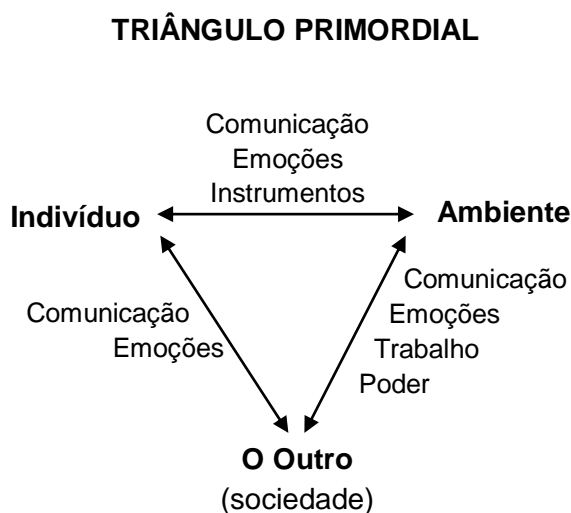 TRIÂNGULO PRIMORDIAL
Comunicação
Emoções
Instrumentos
Indivíduo
Ambiente
Comunicação
Emoções
Comunicação
Emoções
Trabalho
Poder
O Outro
(sociedade)